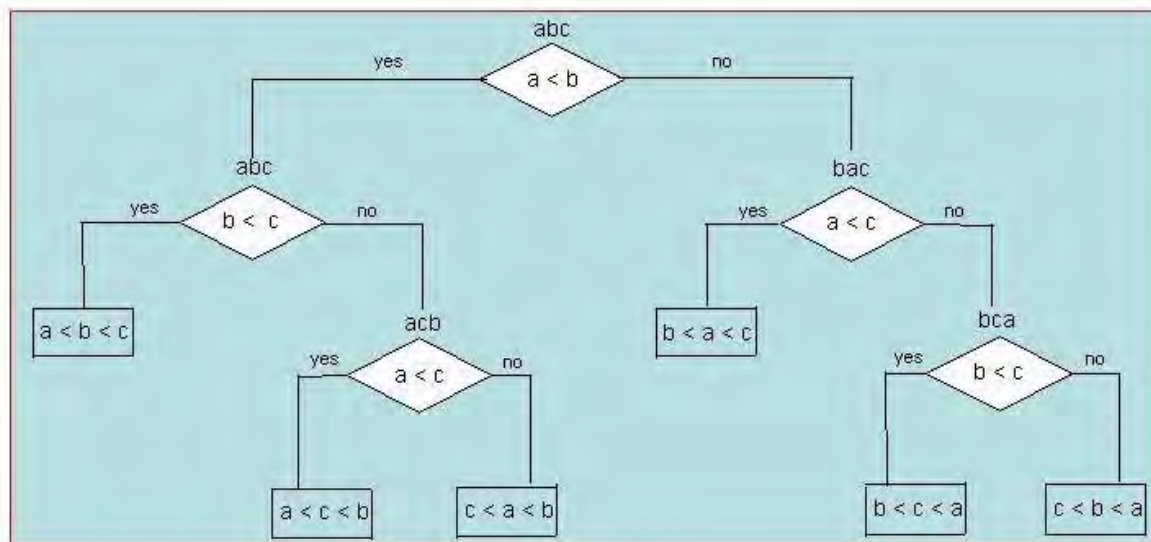 abc
yes
a < b
no
abc
bac
yes
b < c
no
yes
a < c
no
a < b < c
acb
b < a < c
bca
yes
a < c
no
yes
b < c
no
a < c < b
c < a < b
b < c < a
c < b < a